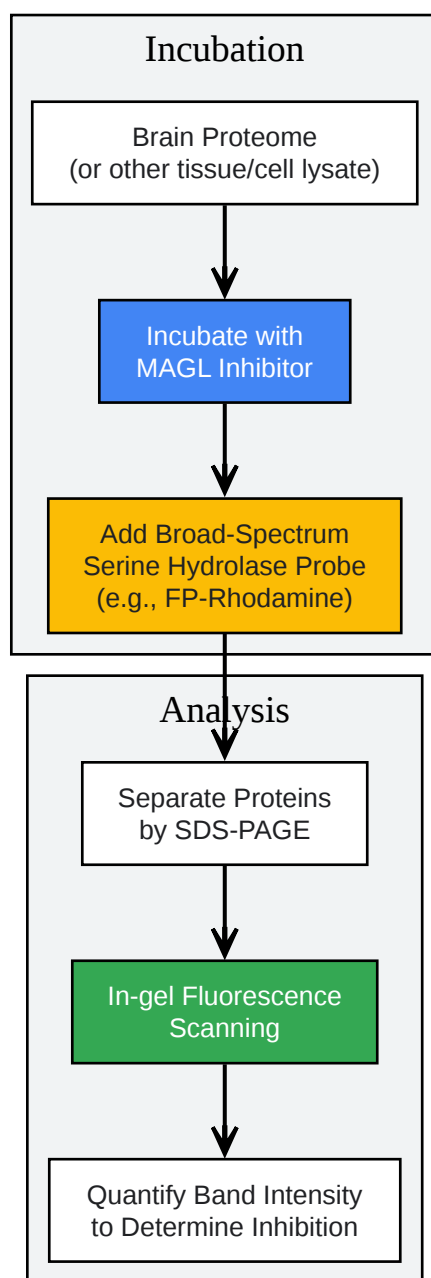 Incubation
Brain Proteome
(or other tissue/cell lysate)
Incubate with
MAGL Inhibitor
Add Broad-Spectrum
Serine Hydrolase Probe
(e.g., FP-Rhodamine)
Analysis
Separate Proteins
by SDS-PAGE
In-gel Fluorescence
Scanning
Quantify Band Intensity
to Determine Inhibition